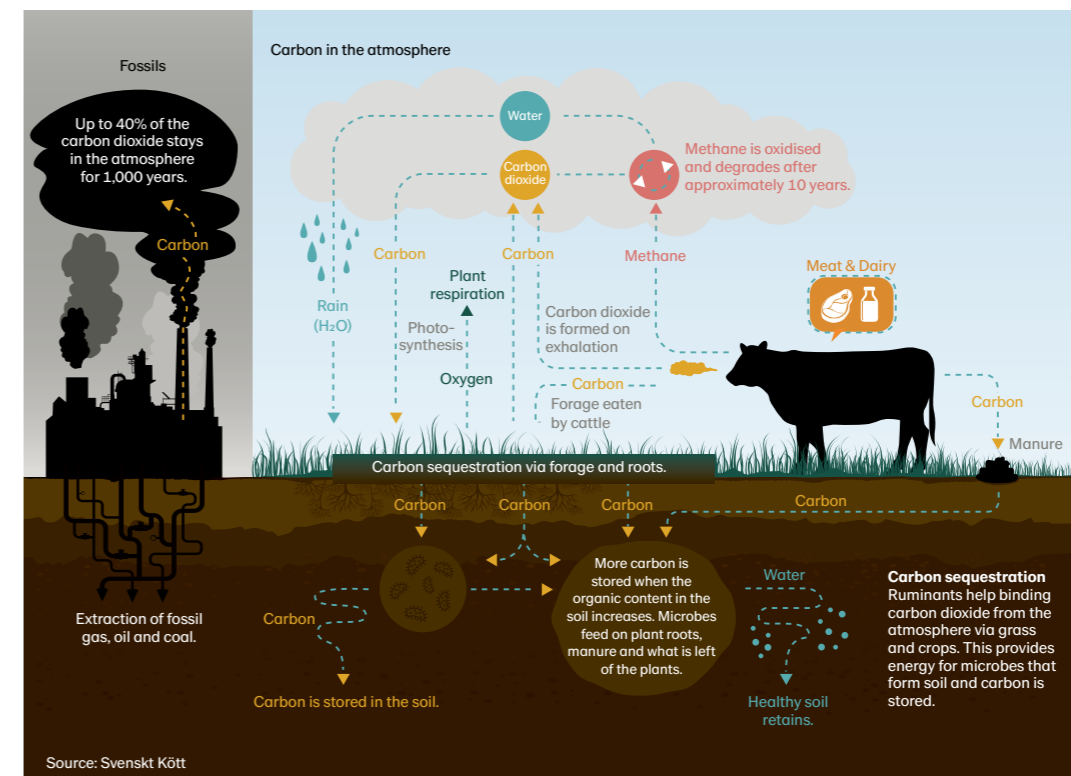 Fossils
Up to 40% of the
carbon dioxide stays
in the atmosphere
for 1,000 years.
Carbon
Extraction of fossil
gas, oil and coal.
Carbon in the atmosphere
Water
Carbon
dioxide
Methane is oxidised
and degrades after
approximately 10 years.
Carbon
Carbon
Methane
Meat & Dairy
Plant
respiration
Rain
(H₂O)
Photo-
synthesis
Carbon dioxide
is formed on
exhalation
Oxygen
Carbon
Forage eaten
by cattle
Carbon
Manure
Carbon sequestration via forage and roots.
Carbon
Carbon
Carbon
Carbon
More carbon is
stored when the
organic content in the
soil increases. Microbes
feed on plant roots,
manure and what is left
of the plants.
Carbon
Carbon is stored in the soil.
Water
Healthy soil
retains.
Carbon sequestration
Ruminants help binding
carbon dioxide from the
atmosphere via grass
and crops. This provides
energy for microbes that
form soil and carbon is
stored.
Source: Svenskt Kött